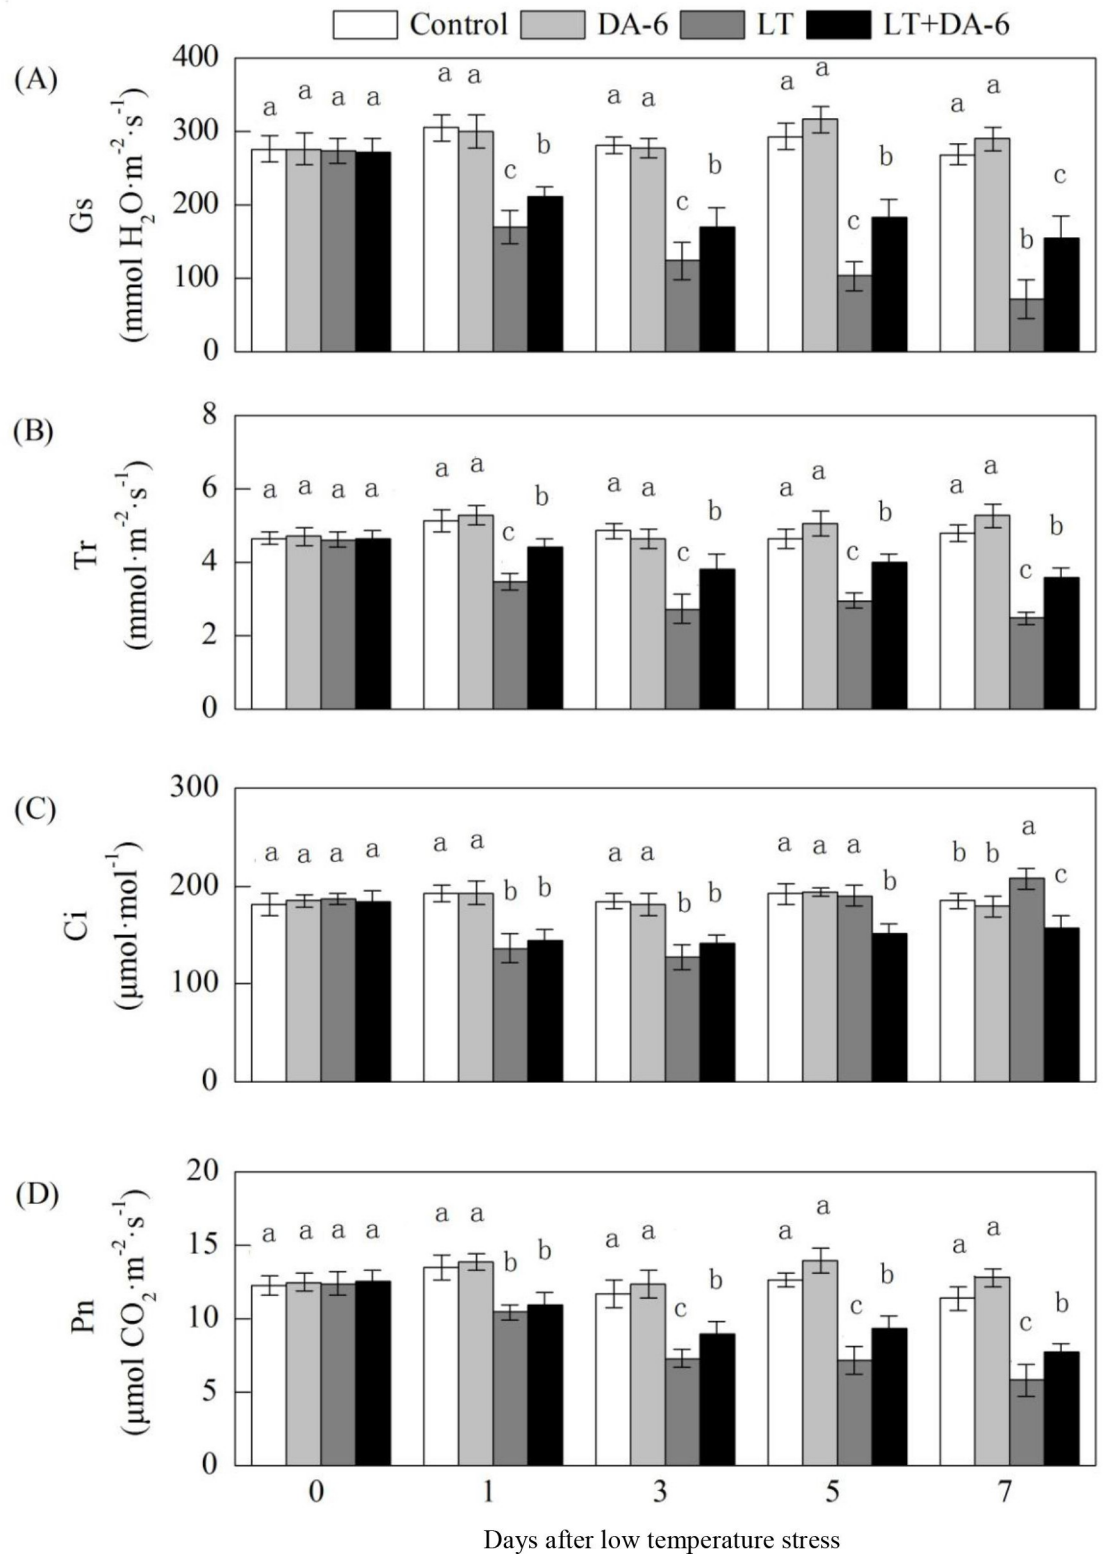 Control DA-6 LT LT+DA-6
(A)
Gs
(mmol H₂O·m⁻²·s⁻¹)
400
300
200
100
0
a a a a a a c b a a c b a a c b a a b c
(B)
Tr
(mmol·m⁻²·s⁻¹)
8
6
4
2
0
a a a a a a c b a a c b a a c b a a c b
(C)
Ci
(μmol·mol⁻¹)
300
200
100
0
a a a a a a b b a a b b a a a b b b a c
(D)
Pn
(μmol CO₂·m⁻²·s⁻¹)
20
15
10
5
0
a a a a a a b b a a c b a a c b a a c b
0 1 3 5 7
Days after low temperature stress